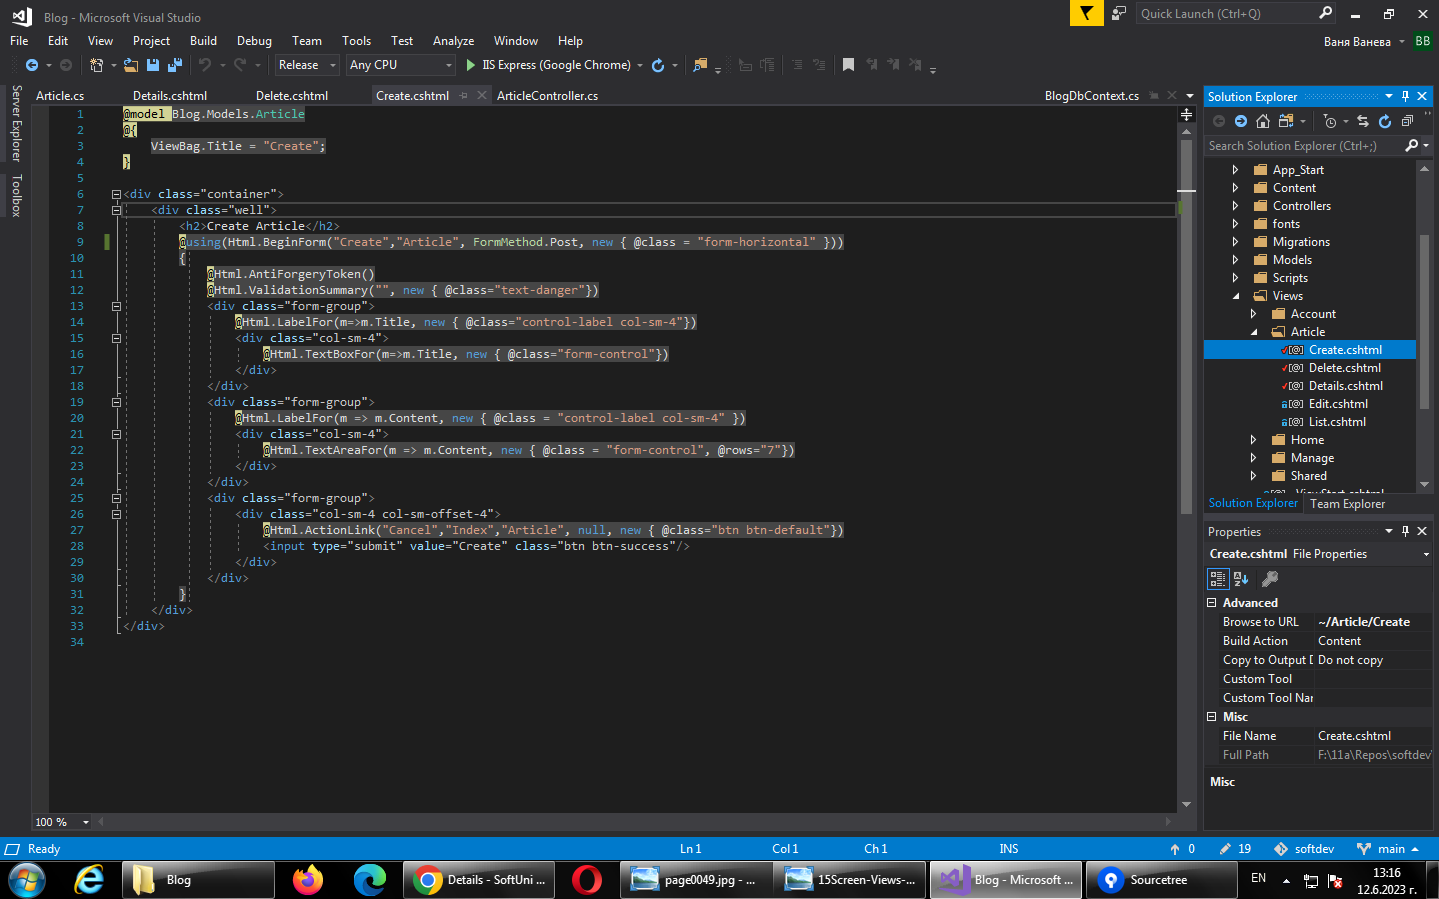 Blog - Microsoft Visual Studio
Quick Launch (Ctrl+Q)
File Edit View Project Build Debug Team Tools Test Analyze Window Help
Ваня Ванева BB
Release Any CPU IIS Express (Google Chrome)
Server Explorer
Toolbox
Article.cs Details.cshtml Delete.cshtml Create.cshtml ArticleController.cs BlogDbContext.cs
1 @model Blog.Models.Article
2 @{
3 ViewBag.Title = "Create";
4 }
5
6 <div class="container">
7 <div class="well">
8 <h2>Create Article</h2>
9 @using(Html.BeginForm("Create","Article", FormMethod.Post, new { @class = "form-horizontal" }))
10 {
11 @Html.AntiForgeryToken()
12 @Html.ValidationSummary("", new { @class="text-danger"})
13 <div class="form-group">
14 @Html.LabelFor(m=>m.Title, new { @class="control-label col-sm-4"})
15 <div class="col-sm-4">
16 @Html.TextBoxFor(m=>m.Title, new { @class="form-control"})
17 </div>
18 </div>
19 <div class="form-group">
20 @Html.LabelFor(m => m.Content, new { @class = "control-label col-sm-4" })
21 <div class="col-sm-4">
22 @Html.TextAreaFor(m => m.Content, new { @class = "form-control", @rows="7"})
23 </div>
24 </div>
25 <div class="form-group">
26 <div class="col-sm-4 col-sm-offset-4">
27 @Html.ActionLink("Cancel","Index","Article", null, new { @class="btn btn-default"})
28 <input type="submit" value="Create" class="btn btn-success"/>
29 </div>
30 </div>
31 }
32 </div>
33 </div>
34
100 %
Solution Explorer
Search Solution Explorer (Ctrl+;)
App_Start
Content
Controllers
fonts
Migrations
Models
Scripts
Views
Account
Article
Create.cshtml
Delete.cshtml
Details.cshtml
Edit.cshtml
List.cshtml
Home
Manage
Shared
_ViewStart.cshtml
Solution Explorer Team Explorer
Properties
Create.cshtml File Properties
Advanced
Browse to URL ~/Article/Create
Build Action Content
Copy to Output D Do not copy
Custom Tool
Custom Tool Nar
Misc
File Name Create.cshtml
Full Path F:\11a\Repos\softdev\
Misc
Ready Ln 1 Col 1 Ch 1 INS 0 19 softdev main
Blog
Details - SoftUni ...
page0049.jpg - ...
15Screen-Views-...
Blog - Microsoft ...
Sourcetree
EN
13:16
12.6.2023 г.